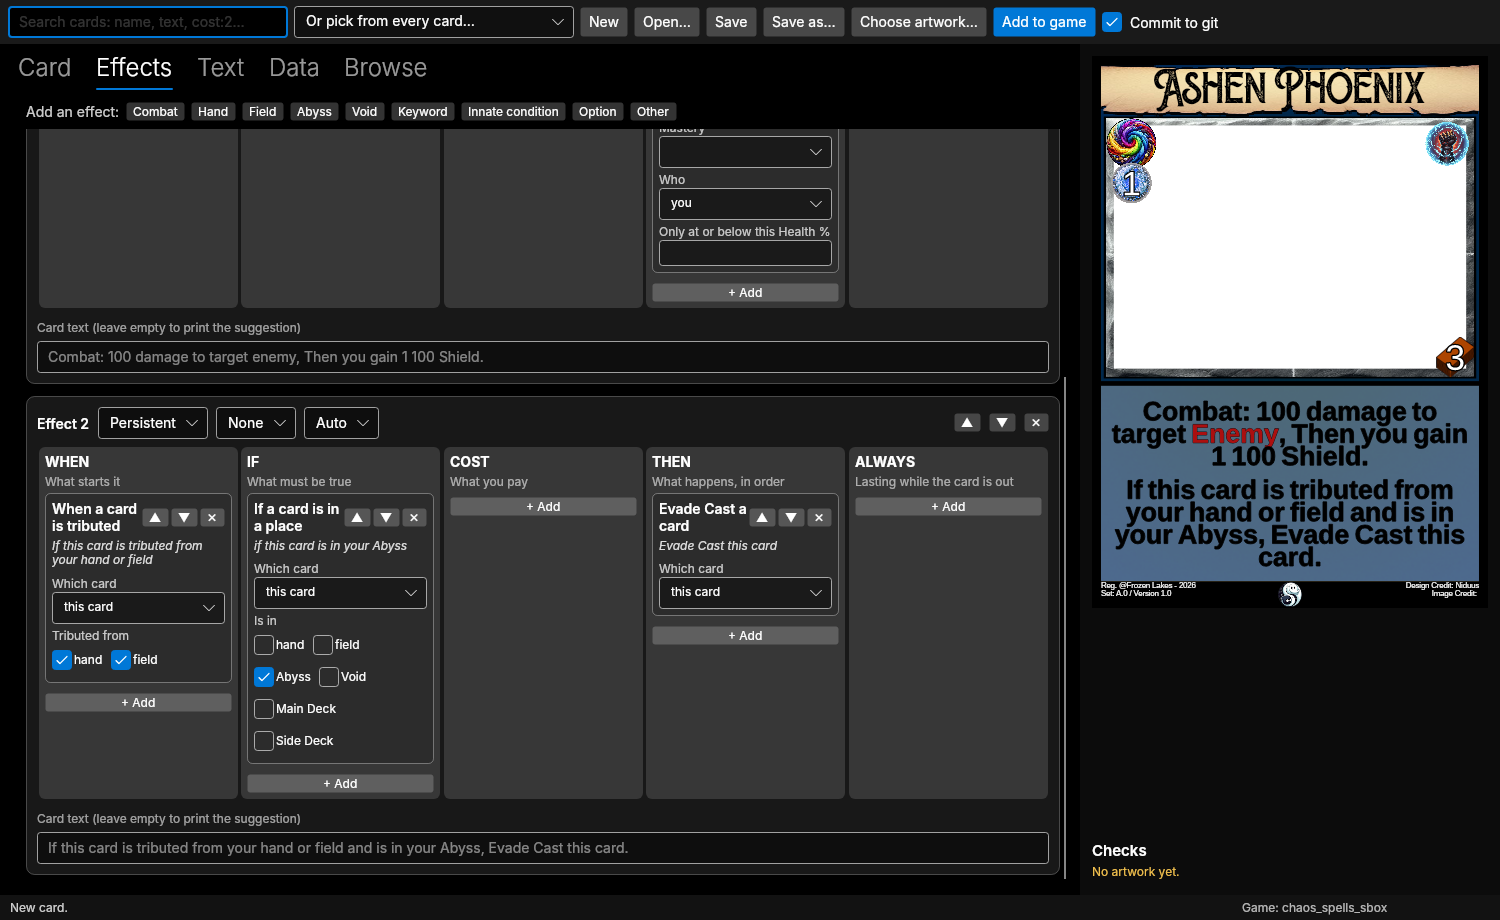 Search cards: name, text, cost:2...
Or pick from every card...
New
Open...
Save
Save as...
Choose artwork...
Add to game
Commit to git
Card
Effects
Text
Data
Browse
Add an effect:
Combat
Hand
Field
Abyss
Void
Keyword
Innate condition
Option
Other
Mastery
Who
you
Only at or below this Health %
+ Add
Card text (leave empty to print the suggestion)
Combat: 100 damage to target enemy, Then you gain 1 100 Shield.
Effect 2
Persistent
None
Auto
WHEN
What starts it
When a card
is tributed
If this card is tributed from
your hand or field
Which card
this card
Tributed from
hand
field
+ Add
IF
What must be true
If a card is in
a place
if this card is in your Abyss
Which card
this card
Is in
hand
field
Abyss
Void
Main Deck
Side Deck
+ Add
COST
What you pay
+ Add
THEN
What happens, in order
Evade Cast a
card
Evade Cast this card
Which card
this card
+ Add
ALWAYS
Lasting while the card is out
+ Add
Card text (leave empty to print the suggestion)
If this card is tributed from your hand or field and is in your Abyss, Evade Cast this card.
ASHEN PHOENIX
1
3
Combat: 100 damage to
target Enemy, Then you gain
1 100 Shield.
If this card is tributed from
your hand or field and is in
your Abyss, Evade Cast this
card.
Reg. @Frozen Lakes - 2026
Set: A.0 / Version 1.0
Design Credit: Niduus
Image Credit:
Checks
No artwork yet.
New card.
Game: chaos_spells_sbox